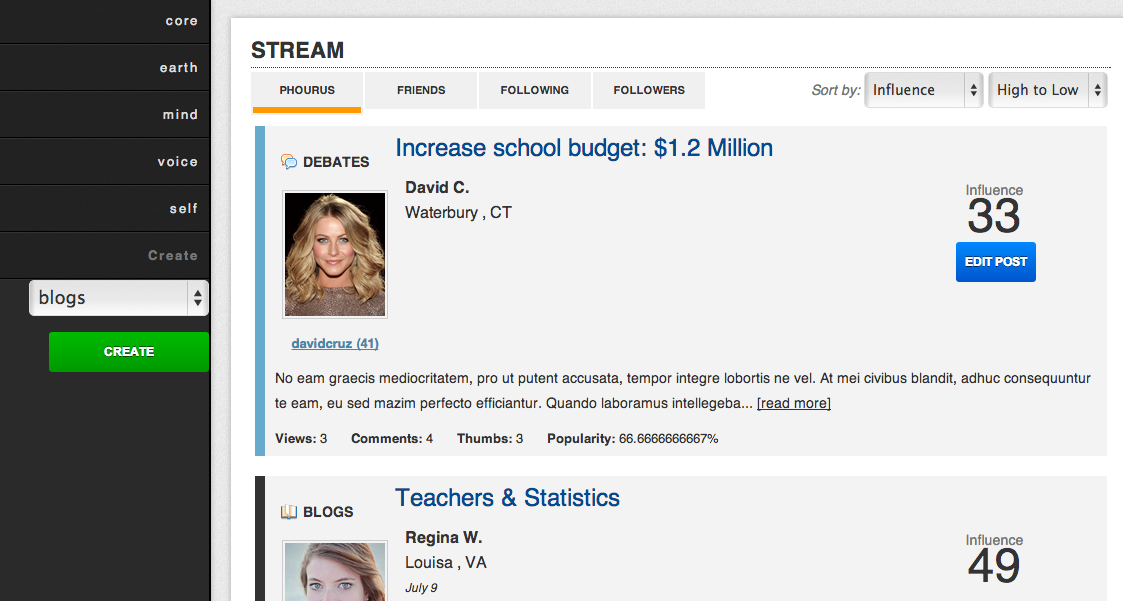 core
earth
mind
voice
self
Create
blogs
CREATE
STREAM
PHOURUS FRIENDS FOLLOWING FOLLOWERS Sort by: Influence High to Low
DEBATES
Increase school budget: $1.2 Million
David C.
Waterbury , CT
Influence
33
EDIT POST
davidcruz (41)
No eam graecis mediocritatem, pro ut putent accusata, tempor integre lobortis ne vel. At mei civibus blandit, adhuc consequuntur
te eam, eu sed mazim perfecto efficiantur. Quando laboramus intellegeba... [read more]
Views: 3 Comments: 4 Thumbs: 3 Popularity: 66.6666666667%
BLOGS
Teachers & Statistics
Regina W.
Louisa , VA
July 9
Influence
49